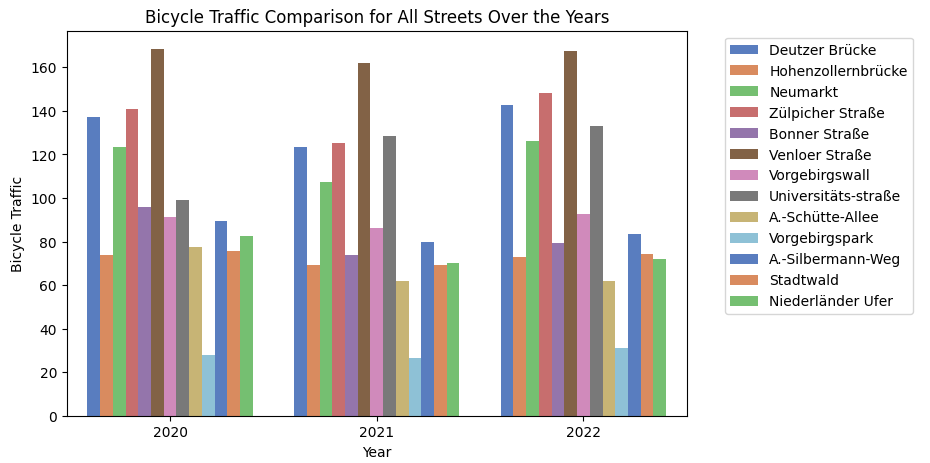 Bicycle Traffic Comparison for All Streets Over the Years
Bicycle Traffic
160
140
120
100
80
60
40
20
0
2020
2021
2022
Year
Deutzer Brücke
Hohenzollernbrücke
Neumarkt
Zülpicher Straße
Bonner Straße
Venloer Straße
Vorgebirgswall
Universitäts-straße
A.-Schütte-Allee
Vorgebirgspark
A.-Silbermann-Weg
Stadtwald
Niederländer Ufer